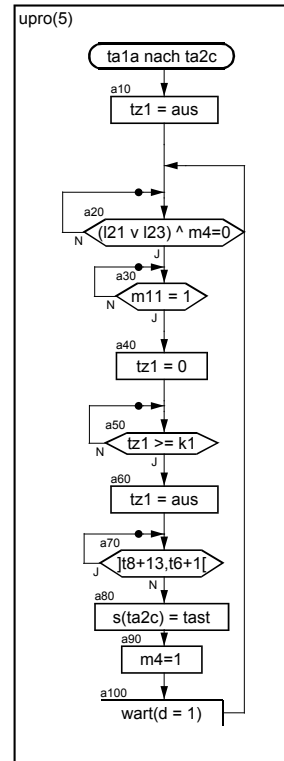 upro(5)
ta1a nach ta2c
a10
tz1 = aus
a20
(l21 v l23) ^ m4=0
N
J
a30
m11 = 1
N
J
a40
tz1 = 0
a50
tz1 >= k1
N
J
a60
tz1 = aus
a70
]t8+13,t6+1[
J
N
a80
s(ta2c) = tast
a90
m4=1
a100
wart(d = 1)